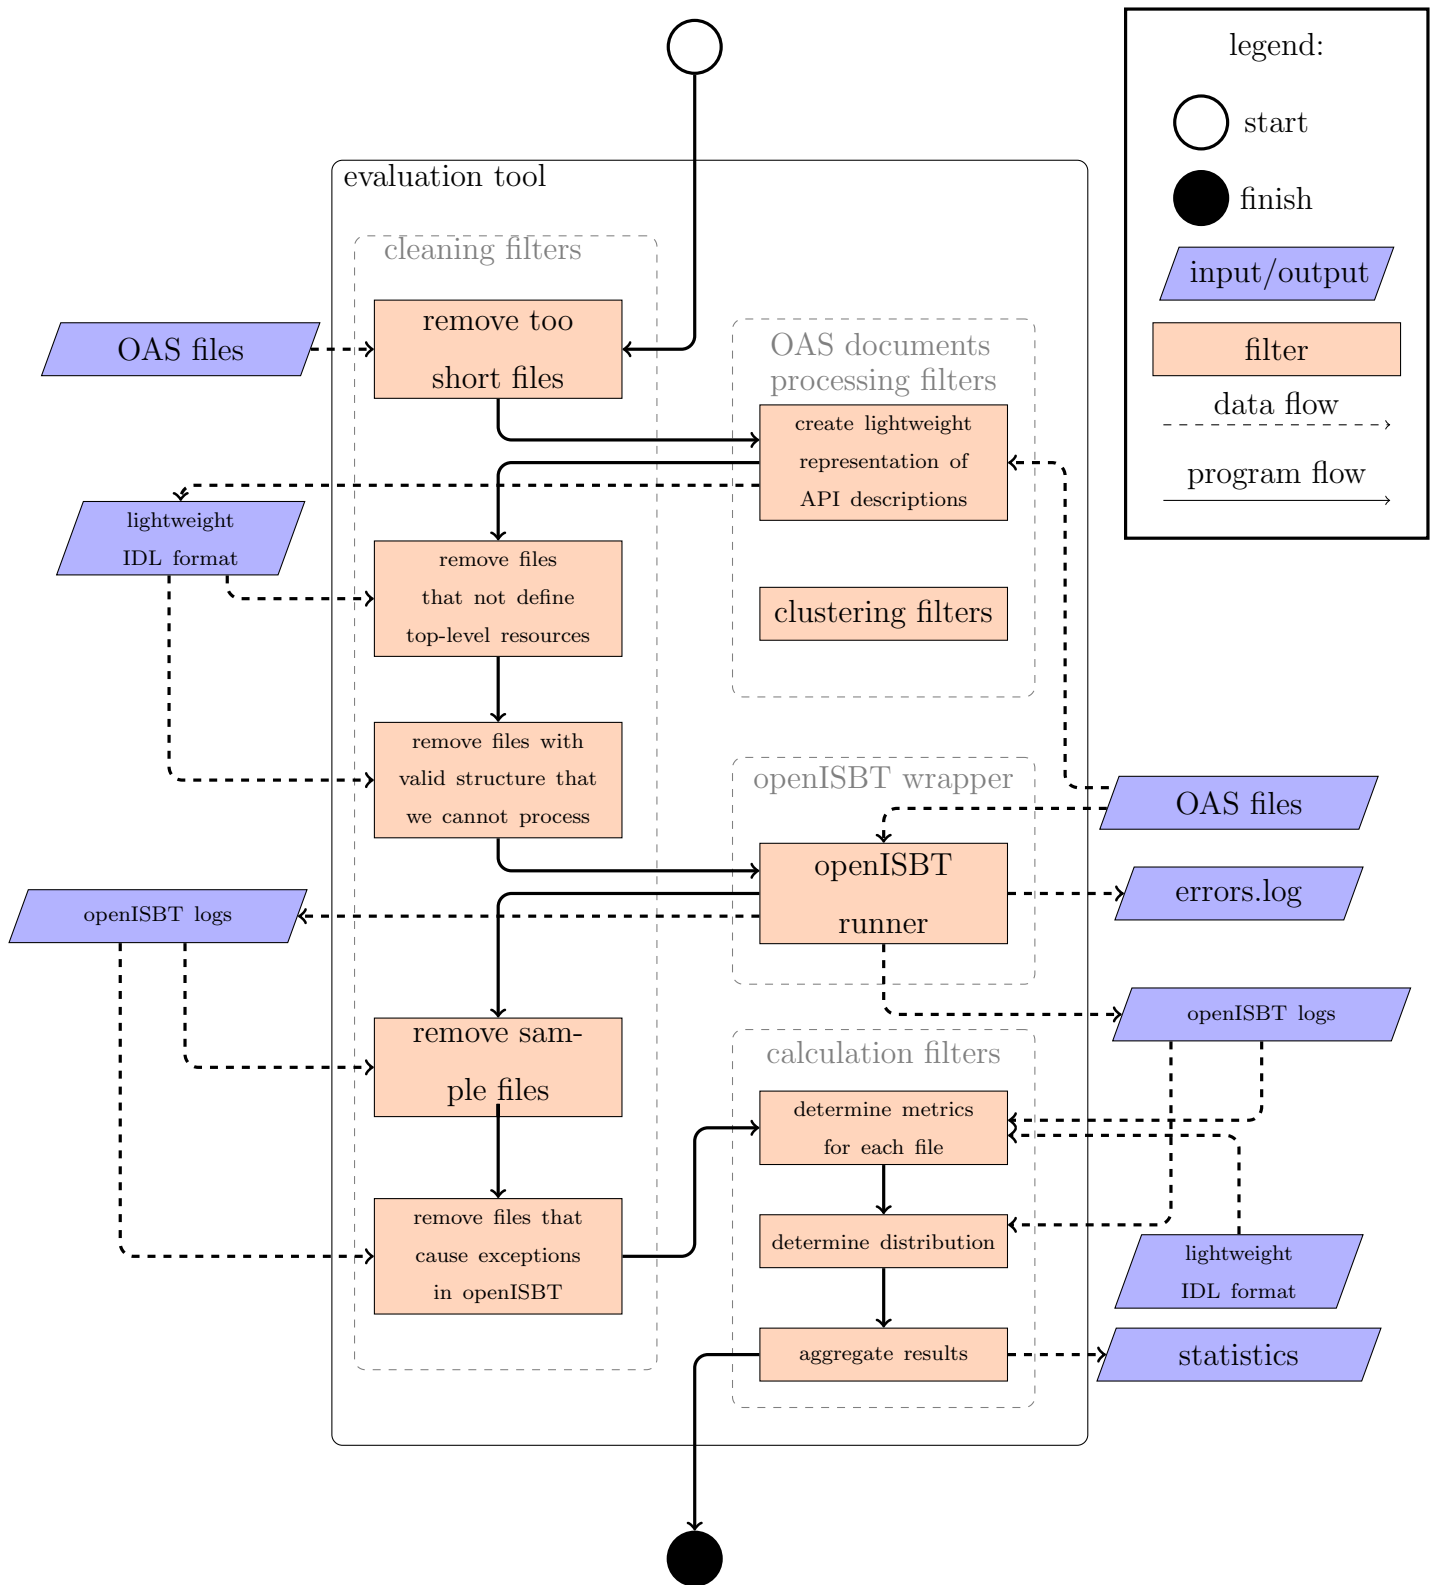 legend:
start
finish
input/output
filter
data flow
program flow
evaluation tool
cleaning filters
OAS files
remove too
short files
OAS documents
processing filters
create lightweight
representation of
API descriptions
lightweight
IDL format
remove files
that not define
top-level resources
clustering filters
remove files with
valid structure that
we cannot process
openISBT wrapper
OAS files
openISBT
runner
errors.log
openISBT logs
openISBT logs
remove sam-
ple files
calculation filters
determine metrics
for each file
remove files that
cause exceptions
in openISBT
determine distribution
lightweight
IDL format
aggregate results
statistics